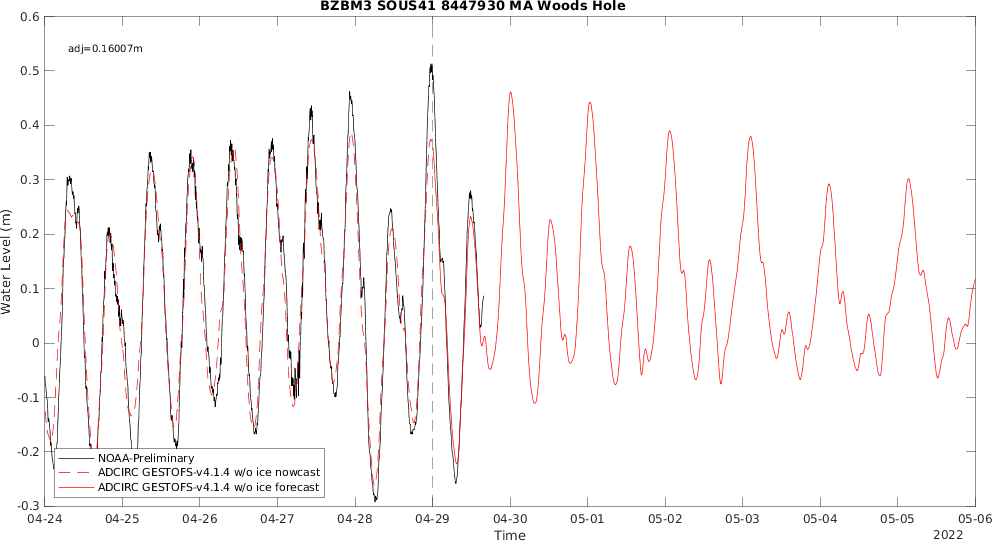 BZBM3 SOUS41 8447930 MA Woods Hole
adj=0.16007m
Water Level (m)
0.6
0.5
0.4
0.3
0.2
0.1
0
-0.1
-0.2
-0.3
NOAA-Preliminary
ADCIRC GESTOFS-v4.1.4 w/o ice nowcast
ADCIRC GESTOFS-v4.1.4 w/o ice forecast
04-24 04-25 04-26 04-27 04-28 04-29 04-30 05-01 05-02 05-03 05-04 05-05 05-06
Time
2022